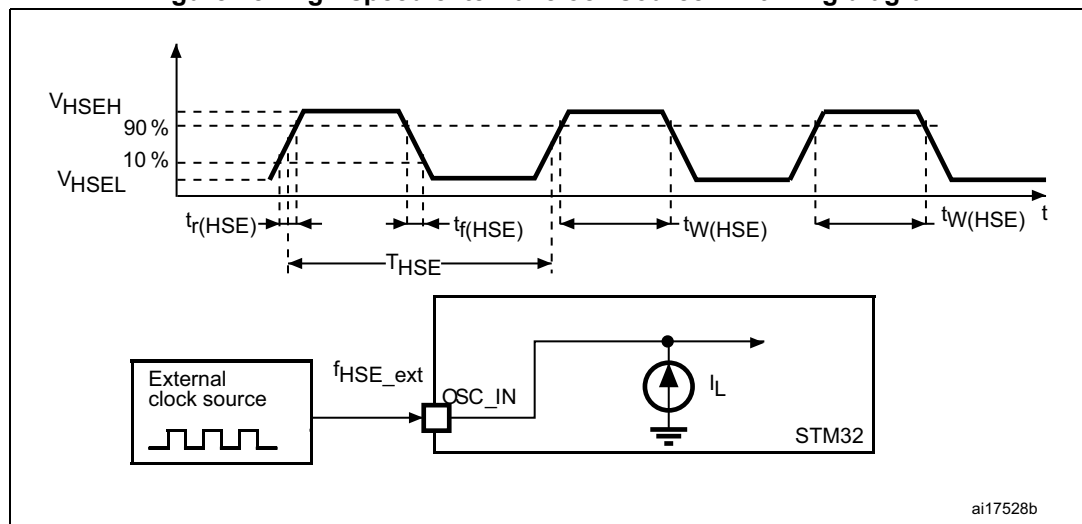 VHSEH
90 %
10 %
VHSEL
tr(HSE)
tf(HSE)
tW(HSE)
tW(HSE)
t
THSE
External
clock source
fHSE_ext
OSC_IN
IL
STM32
ai17528b